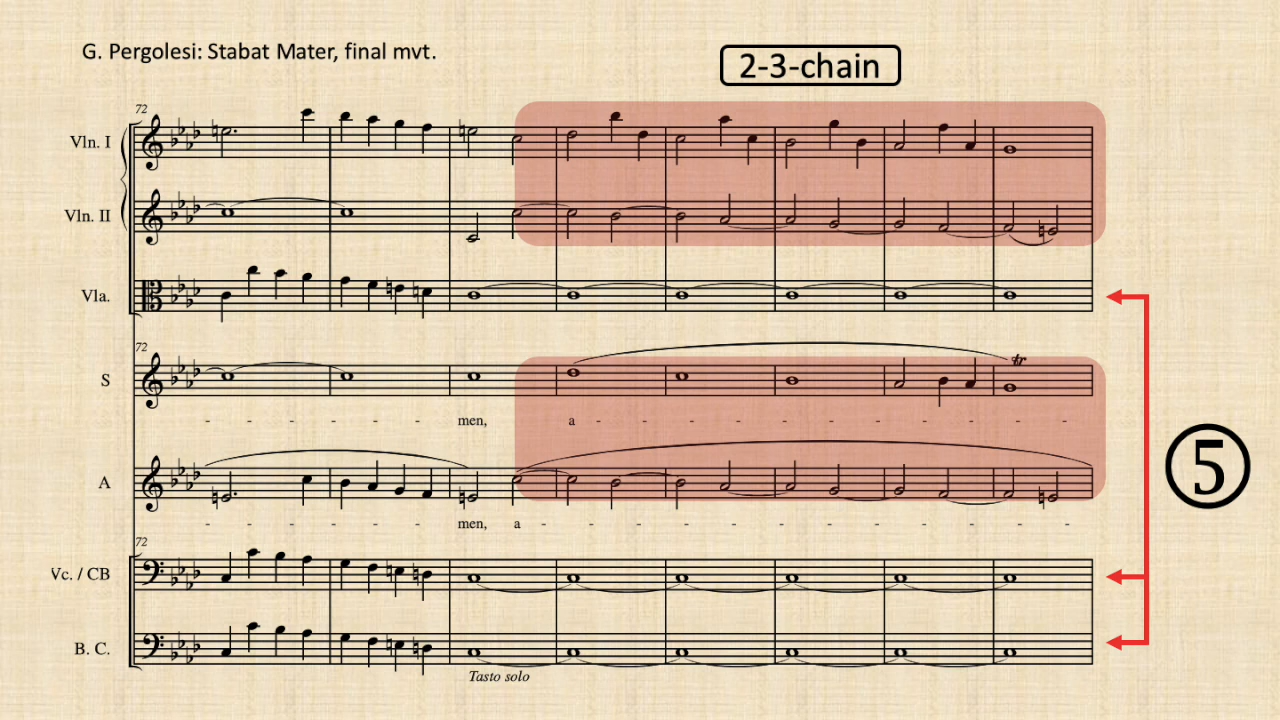 G. Pergolesi: Stabat Mater, final mvt.
2-3-chain
72
Vln. I
Vln. II
Vla.
72
tr
S
- - - - - - men, a - - - - - - - - - - -
A
- - - - - - men, a - - - - - - - - - - - -
72
Vc. / CB
B. C.
Tasto solo
⑤